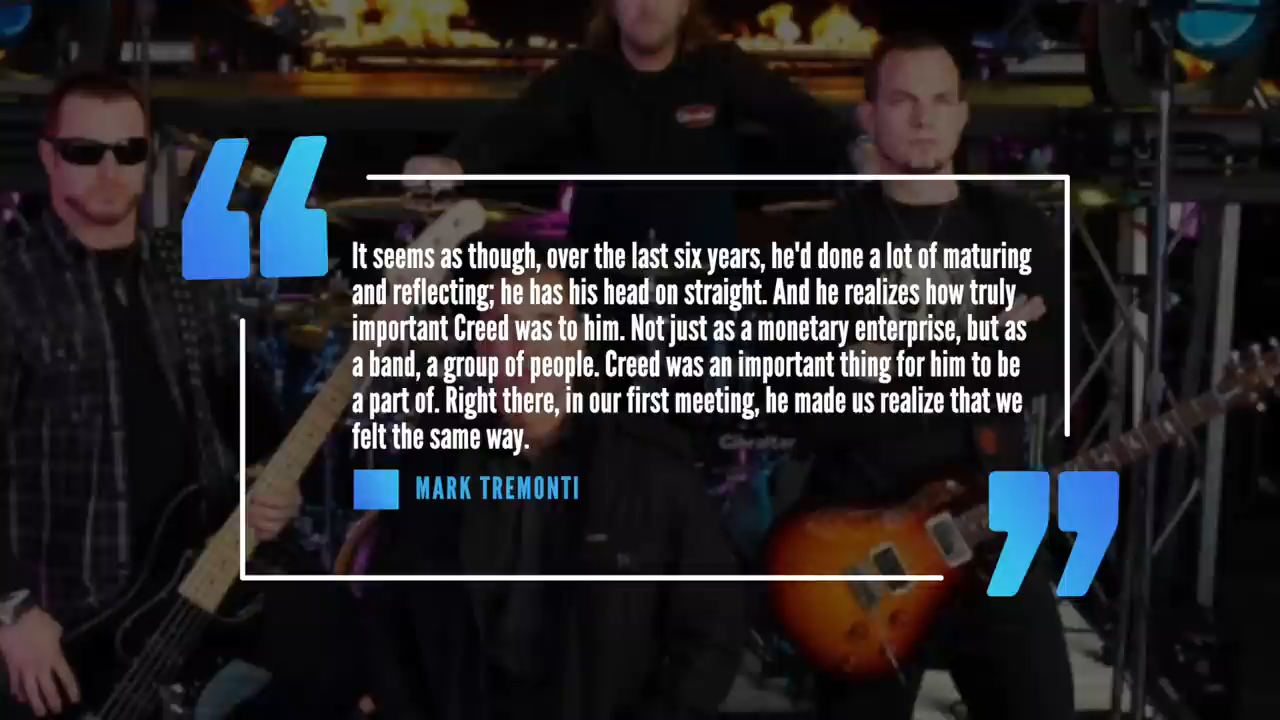 It seems as though, over the last six years, he'd done a lot of maturing
and reflecting; he has his head on straight. And he realizes how truly
important Creed was to him. Not just as a monetary enterprise, but as
a band, a group of people. Creed was an important thing for him to be
a part of. Right there, in our first meeting, he made us realize that we
felt the same way.
MARK TREMONTI
Gibraltar